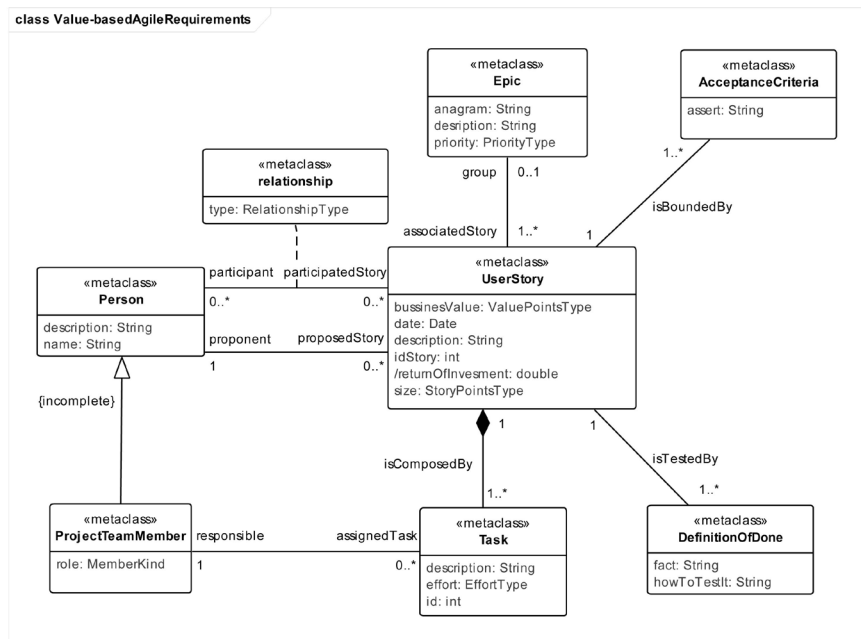 class Value-basedAgileRequirements
«metaclass»
Epic
anagram: String
desription: String
priority: PriorityType
«metaclass»
AcceptanceCriteria
assert: String
«metaclass»
relationship
type: RelationshipType
group
0..1
1..*
isBoundedBy
associatedStory
1..*
1
«metaclass»
Person
description: String
name: String
participant
participatedStory
0..*
0..*
proponent
proposedStory
1
0..*
«metaclass»
UserStory
bussinesValue: ValuePointsType
date: Date
description: String
idStory: int
/returnOfInvesment: double
size: StoryPointsType
{incomplete}
1
1
isComposedBy
isTestedBy
1..*
1..*
«metaclass»
ProjectTeamMember
role: MemberKind
responsible
assignedTask
1
0..*
«metaclass»
Task
description: String
effort: EffortType
id: int
«metaclass»
DefinitionOfDone
fact: String
howToTestIt: String